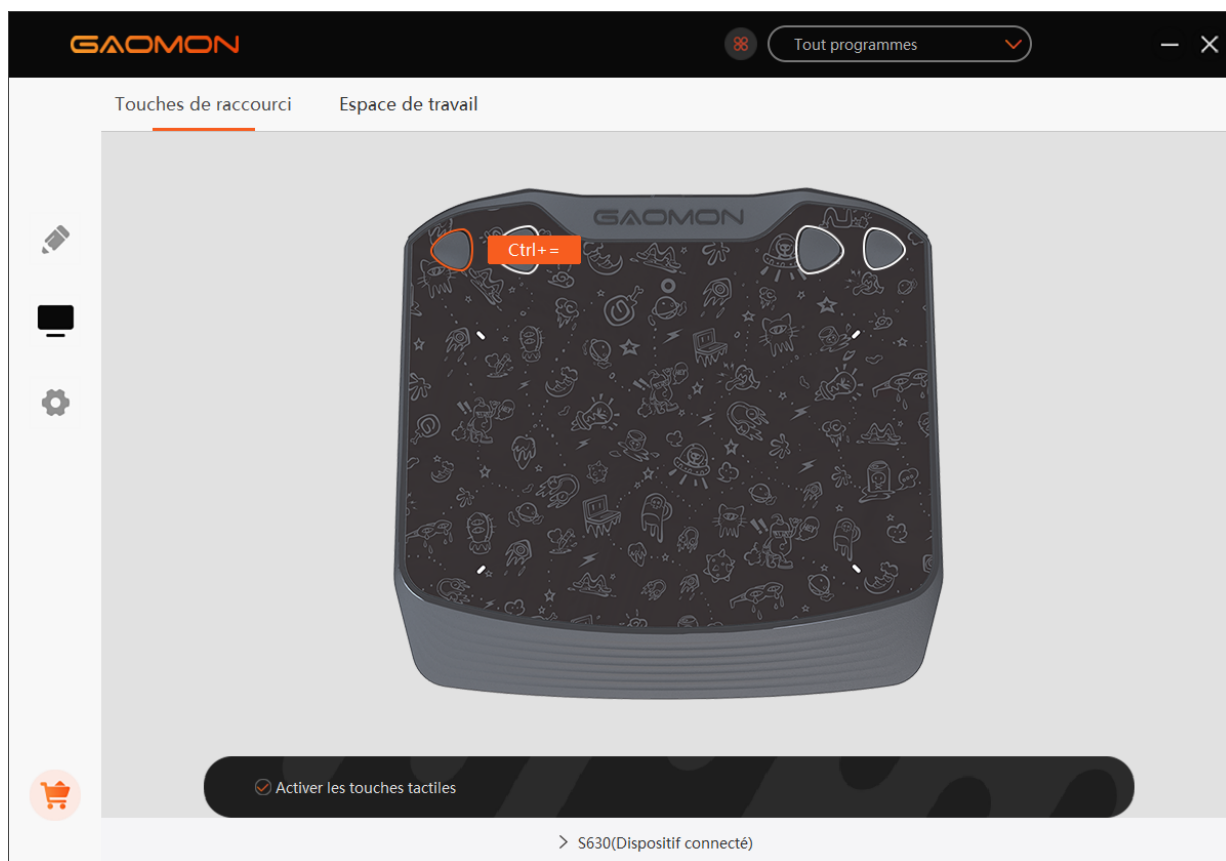 GAOMON
Tout programmes
Touches de raccourci
Espace de travail
GAOMON
Ctrl+=
Activer les touches tactiles
S630(Dispositif connecté)